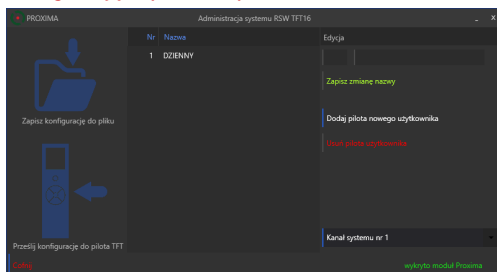 PROXIMA
Administracja systemu RSW TFT16
Nr Nazwa
Edycja
1 DZIENNY
Zapisz zmianę nazwy
Zapisz konfigurację do pliku
Dodaj pilota nowego użytkownika
Usuń pilota użytkownika
Kanał systemu nr 1
Prześlij konfigurację do pilota TFT
wykryto moduł Proxima